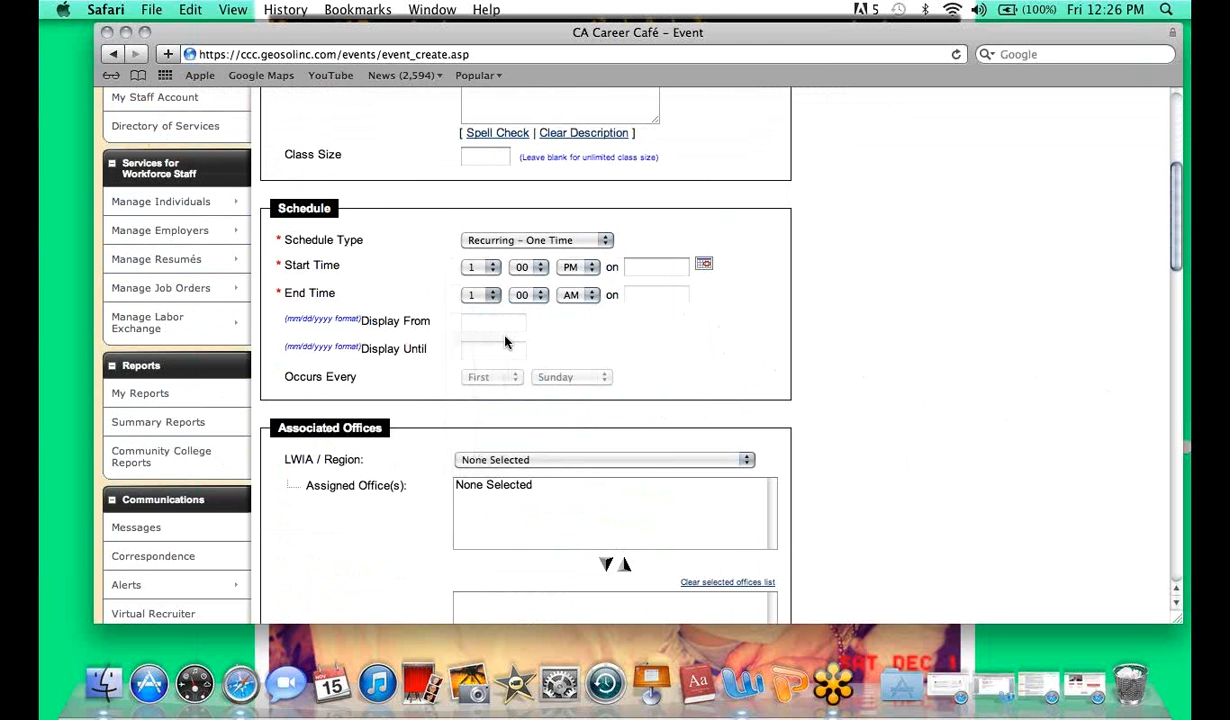 Safari File Edit View History Bookmarks Window Help 5 (100%) Fri 12:26 PM
CA Career Café – Event
https://ccc.geosolinc.com/events/event_create.asp Google
Apple Google Maps YouTube News (2,594) Popular
My Staff Account
Directory of Services
Services for
Workforce Staff
Manage Individuals
Manage Employers
Manage Resumés
Manage Job Orders
Manage Labor
Exchange
Reports
My Reports
Summary Reports
Community College
Reports
Communications
Messages
Correspondence
Alerts
Virtual Recruiter
[ Spell Check | Clear Description ]
Class Size (Leave blank for unlimited class size)
Schedule
* Schedule Type Recurring – One Time
* Start Time 1 00 PM on
* End Time 1 00 AM on
(mm/dd/yyyy format)Display From
(mm/dd/yyyy format)Display Until
Occurs Every First Sunday
Associated Offices
LWIA / Region: None Selected
Assigned Office(s): None Selected
Clear selected offices list
SAT DEC 1
NOV
15
Aa